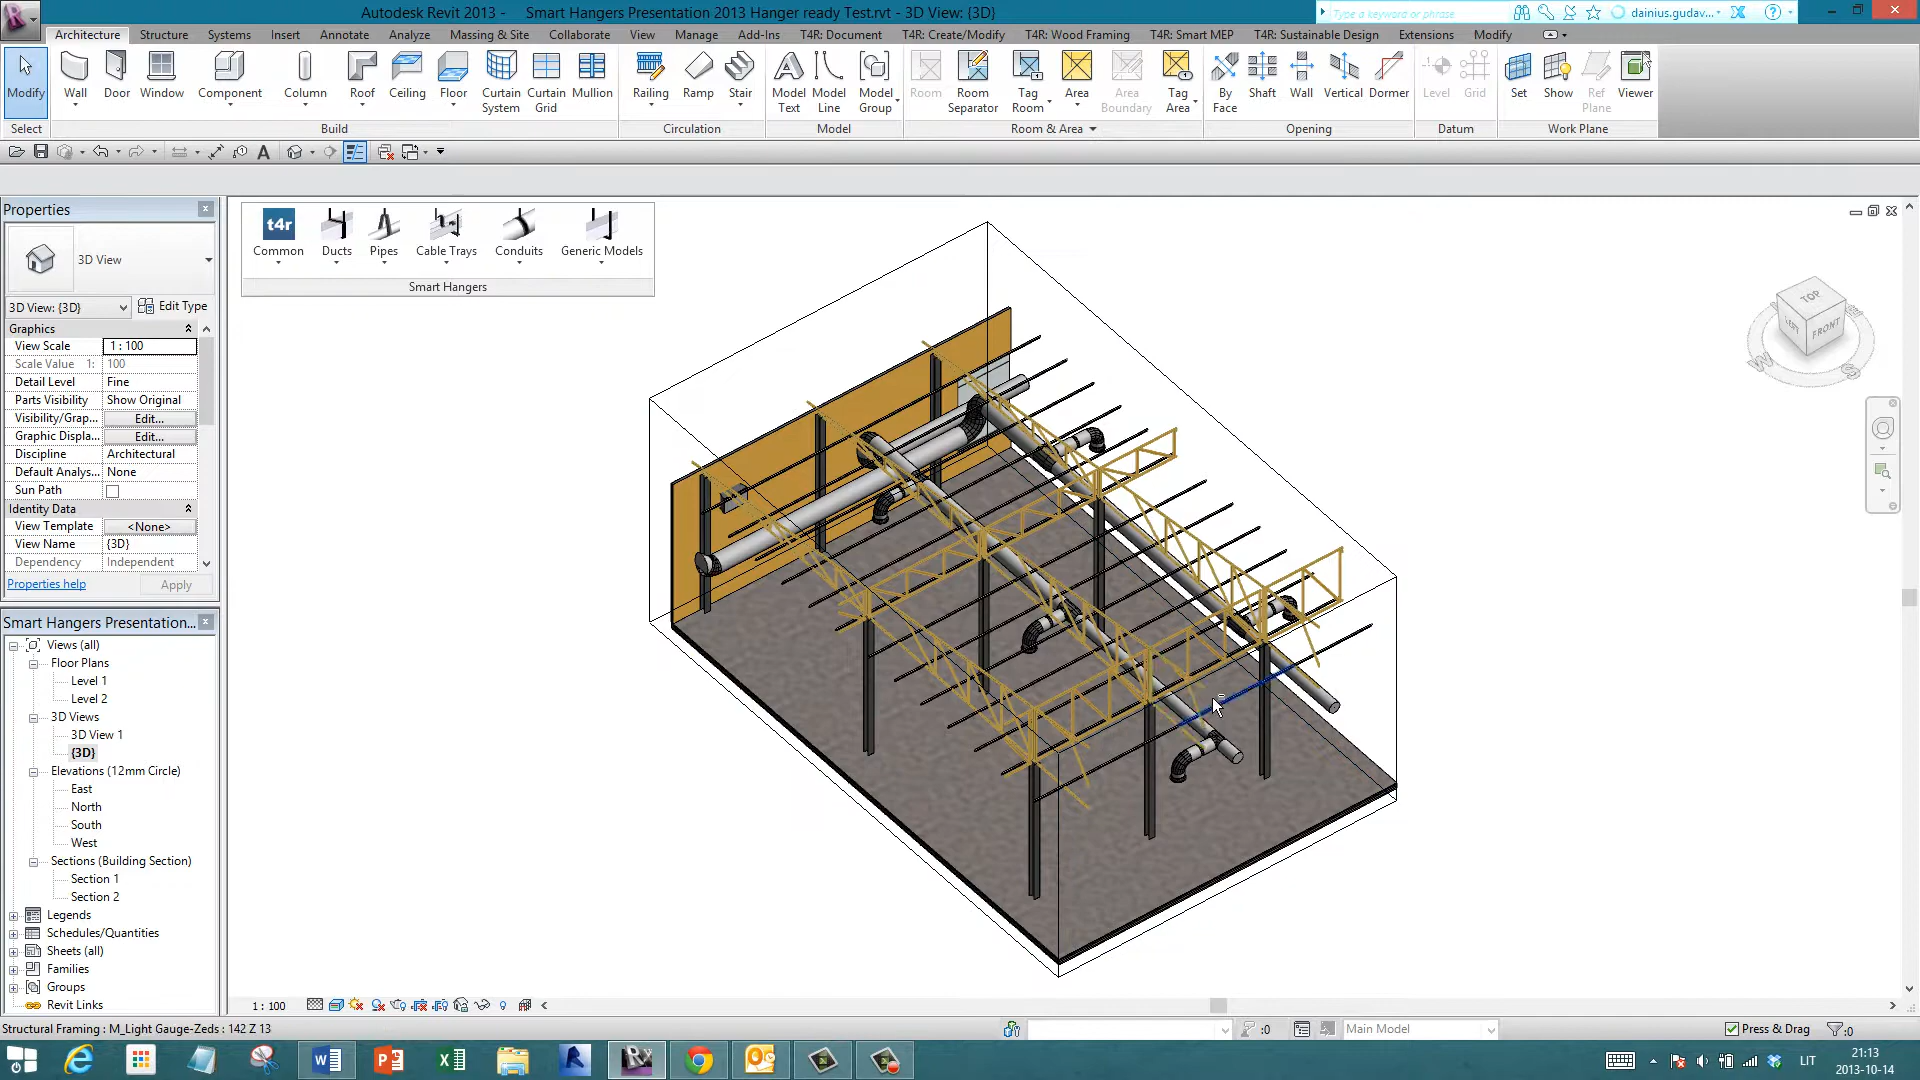 Autodesk Revit 2013 - Smart Hangers Presentation 2013 Hanger ready Test.rvt - 3D View: {3D}
Type a keyword or phrase
dainius.gudav...
Architecture Structure Systems Insert Annotate Analyze Massing & Site Collaborate View Manage Add-Ins T4R: Document T4R: Create/Modify T4R: Wood Framing T4R: Smart MEP T4R: Sustainable Design Extensions Modify
Modify Wall Door Window Component Column Roof Ceiling Floor Curtain System Curtain Grid Mullion Railing Ramp Stair Model Text Model Line Model Group Room Room Separator Tag Room Area Area Boundary Tag Area By Face Shaft Wall Vertical Dormer Level Grid Set Show Ref Plane Viewer
Select Build Circulation Model Room & Area Opening Datum Work Plane
Properties
3D View
3D View: {3D} Edit Type
Graphics
View Scale 1 : 100
Scale Value 1: 100
Detail Level Fine
Parts Visibility Show Original
Visibility/Grap... Edit...
Graphic Displa... Edit...
Discipline Architectural
Default Analys... None
Sun Path
Identity Data
View Template <None>
View Name {3D}
Dependency Independent
Properties help Apply
t4r
Common Ducts Pipes Cable Trays Conduits Generic Models
Smart Hangers
TOP
LEFT FRONT
W S
Smart Hangers Presentation...
Views (all)
Floor Plans
Level 1
Level 2
3D Views
3D View 1
{3D}
Elevations (12mm Circle)
East
North
South
West
Sections (Building Section)
Section 1
Section 2
Legends
Schedules/Quantities
Sheets (all)
Families
Groups
Revit Links
1 : 100
Structural Framing : M_Light Gauge-Zeds : 142 Z 13
:0
Main Model
Press & Drag
:0
LIT
21:13
2013-10-14